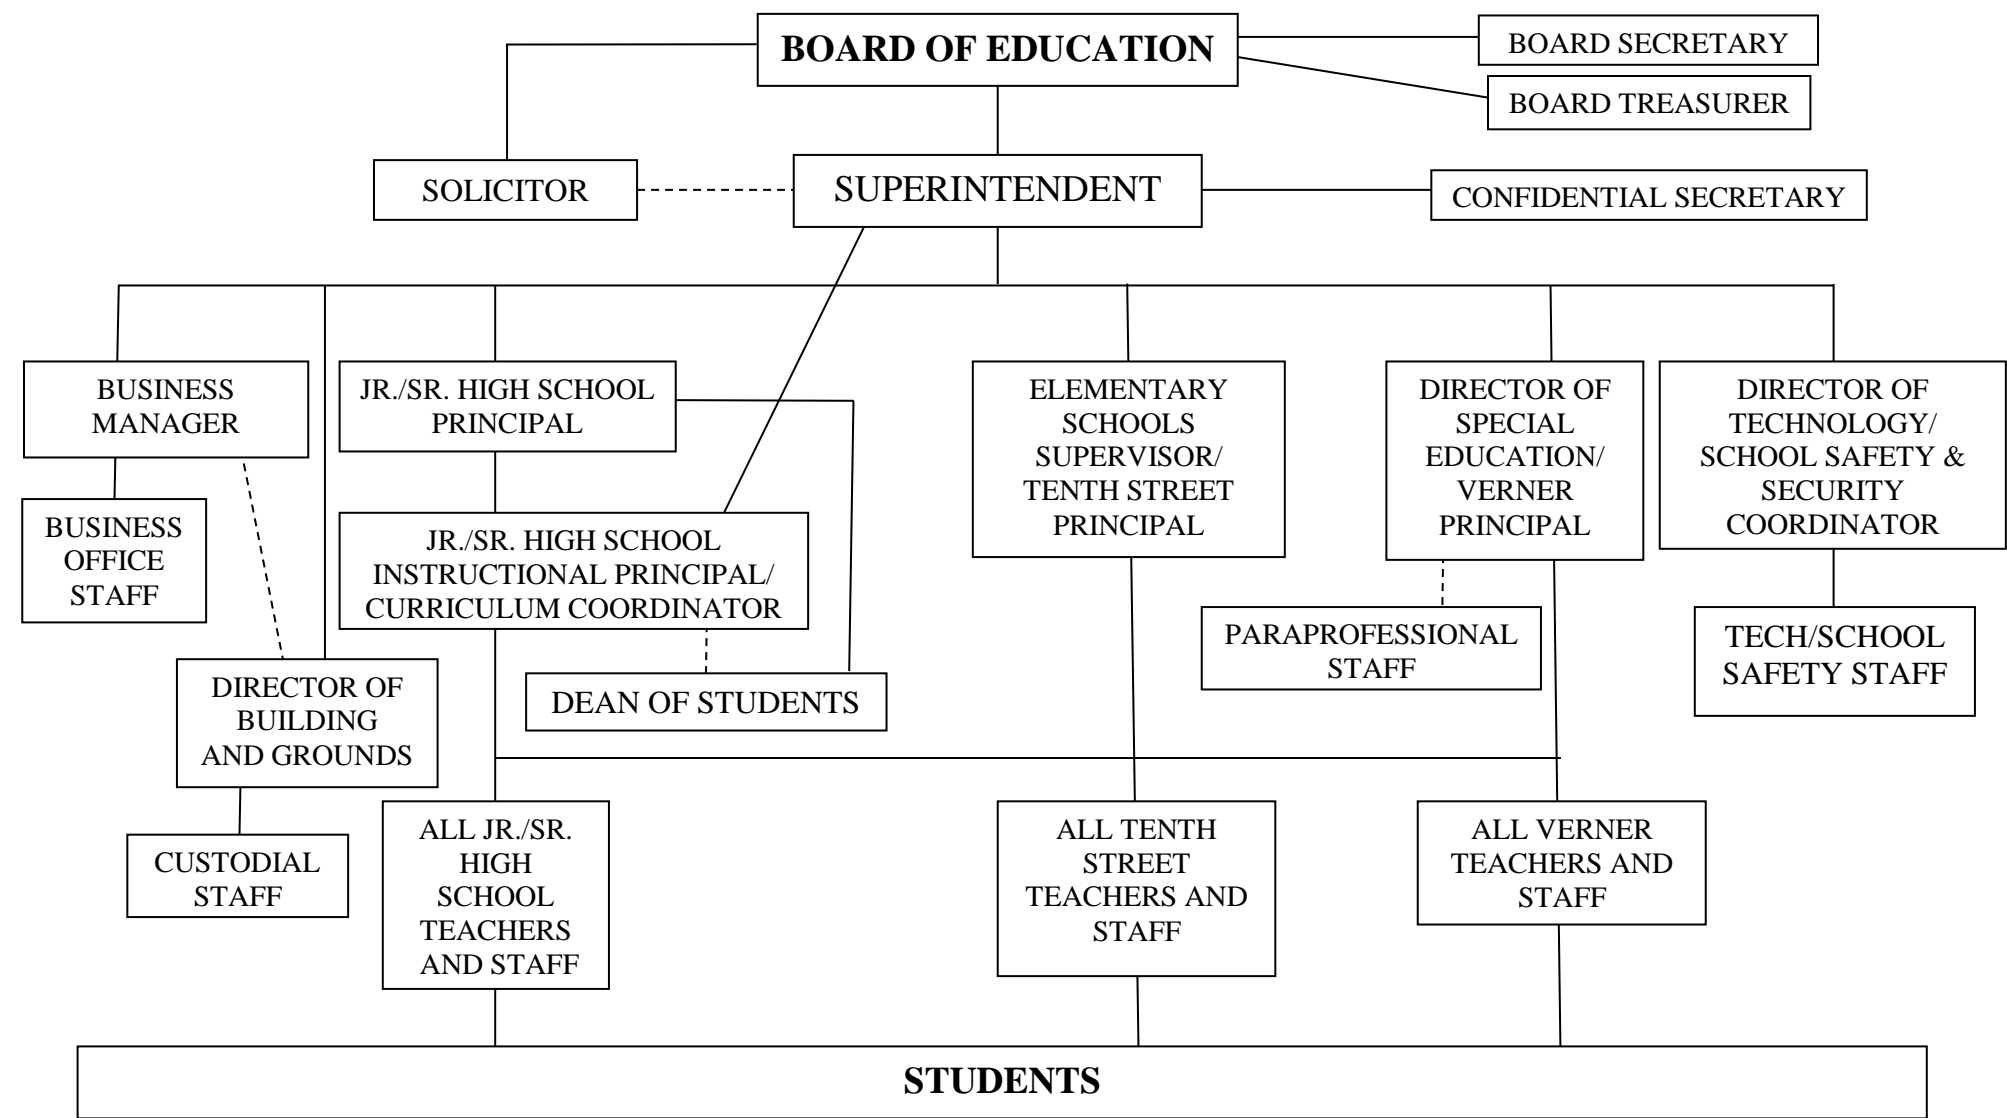 BOARD OF EDUCATION
BOARD SECRETARY
BOARD TREASURER
SOLICITOR
SUPERINTENDENT
CONFIDENTIAL SECRETARY
BUSINESS
MANAGER
JR./SR. HIGH SCHOOL
PRINCIPAL
ELEMENTARY
SCHOOLS
SUPERVISOR/
TENTH STREET
PRINCIPAL
DIRECTOR OF
SPECIAL
EDUCATION/
VERNER
PRINCIPAL
DIRECTOR OF
TECHNOLOGY/
SCHOOL SAFETY &
SECURITY
COORDINATOR
BUSINESS
OFFICE
STAFF
JR./SR. HIGH SCHOOL
INSTRUCTIONAL PRINCIPAL/
CURRICULUM COORDINATOR
PARAPROFESSIONAL
STAFF
TECH/SCHOOL
SAFETY STAFF
DIRECTOR OF
BUILDING
AND GROUNDS
DEAN OF STUDENTS
CUSTODIAL
STAFF
ALL JR./SR.
HIGH
SCHOOL
TEACHERS
AND STAFF
ALL TENTH
STREET
TEACHERS AND
STAFF
ALL VERNER
TEACHERS AND
STAFF
STUDENTS